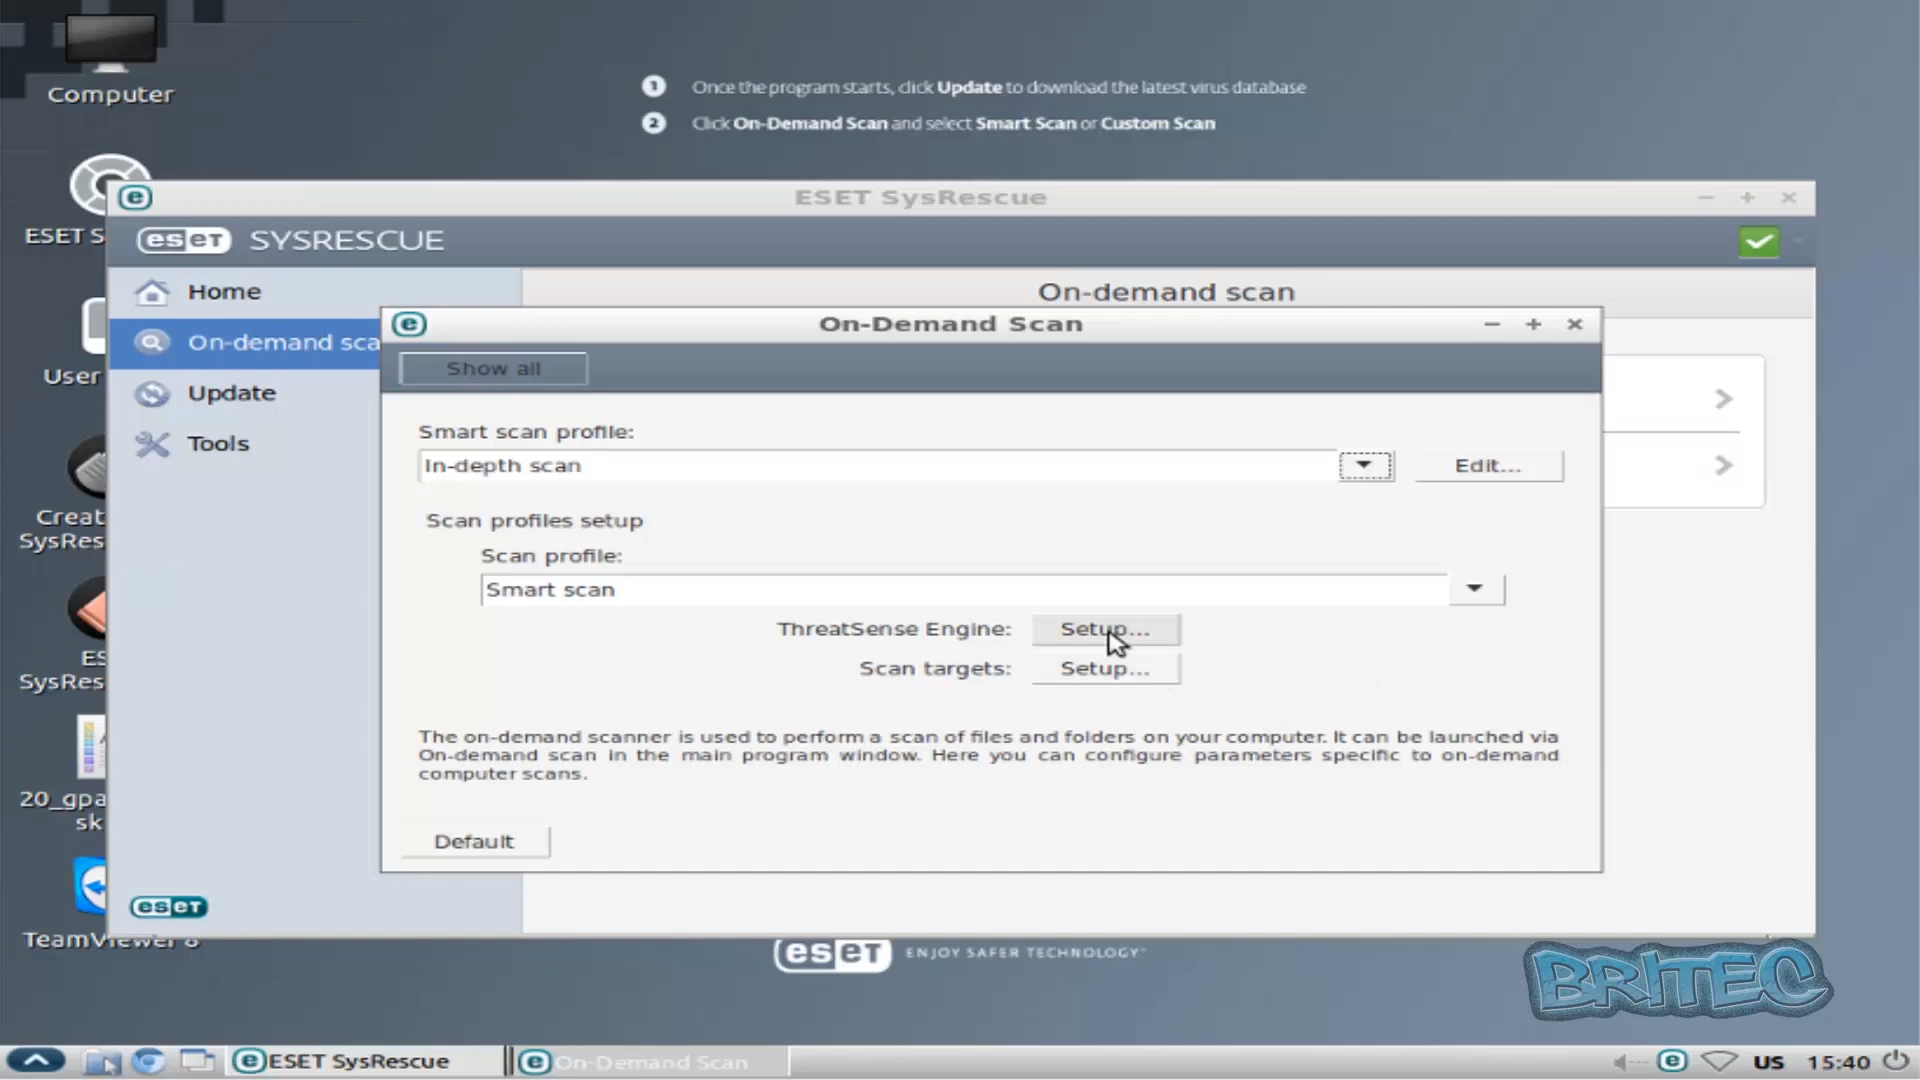 Computer
1 Once the program starts, click Update to download the latest virus database
2 Click On-Demand Scan and select Smart Scan or Custom Scan
ESET SysRescue
eset SYSRESCUE
ESET S
Home
On-demand scan
On-Demand Scan
On-demand sca
Show all
User
Update
Smart scan profile:
Tools
In-depth scan
Edit...
Creat
SysRes
Scan profiles setup
Scan profile:
Smart scan
ThreatSense Engine:
Setup...
ES
SysRes
Scan targets:
Setup...
The on-demand scanner is used to perform a scan of files and folders on your computer. It can be launched via
On-demand scan in the main program window. Here you can configure parameters specific to on-demand
computer scans.
20_gpa
sk
Default
eset
TeamViewer 8
eset ENJOY SAFER TECHNOLOGY™
BRITEC
ESET SysRescue
On-Demand Scan
US 15:40